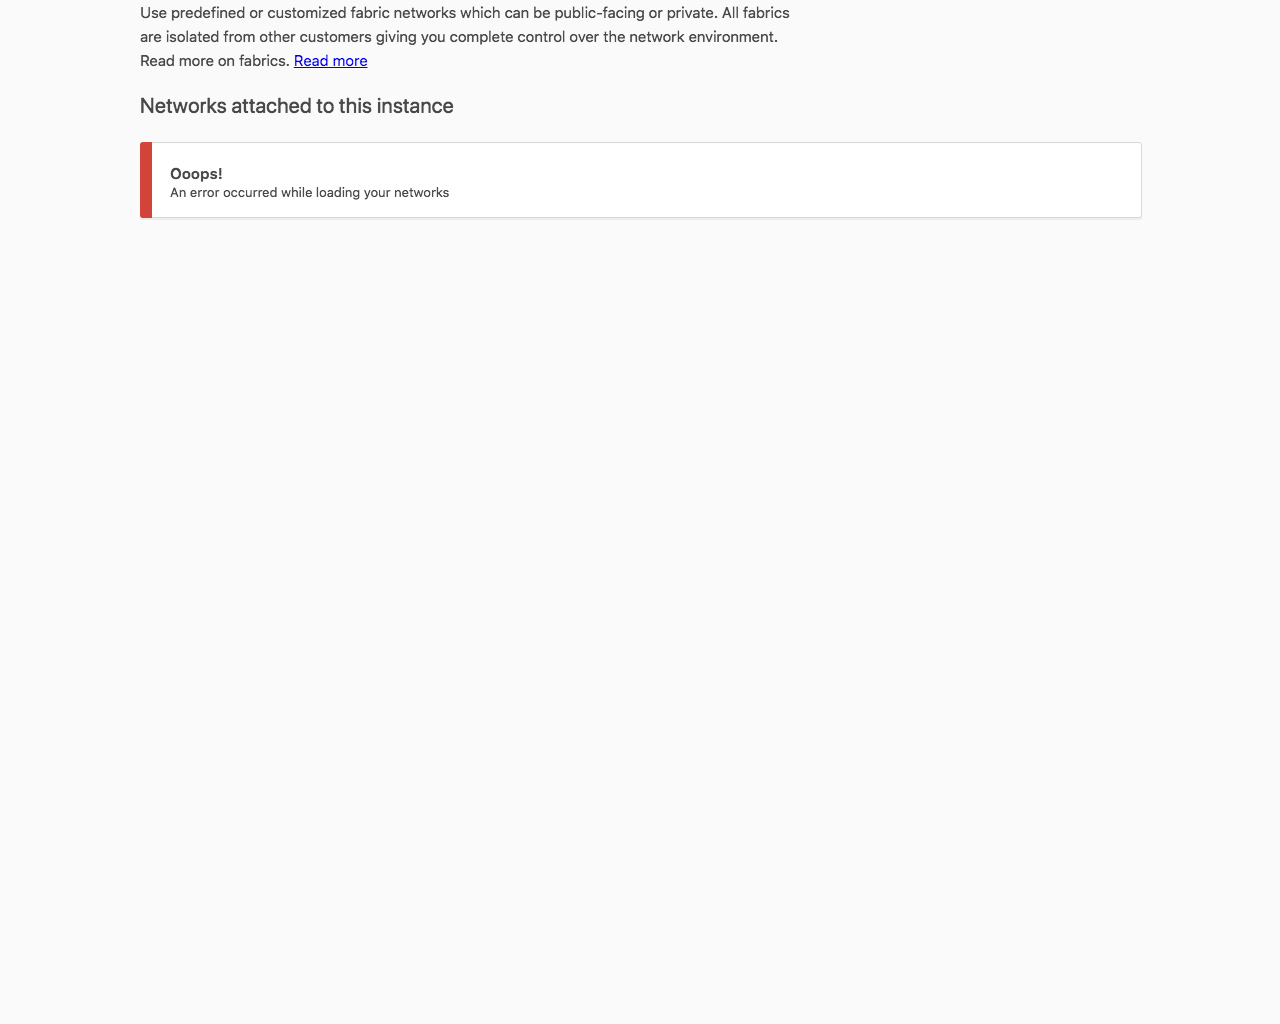 Use predefined or customized fabric networks which can be public-facing or private. All fabrics
are isolated from other customers giving you complete control over the network environment.
Read more on fabrics. Read more
Networks attached to this instance
Ooops!
An error occurred while loading your networks